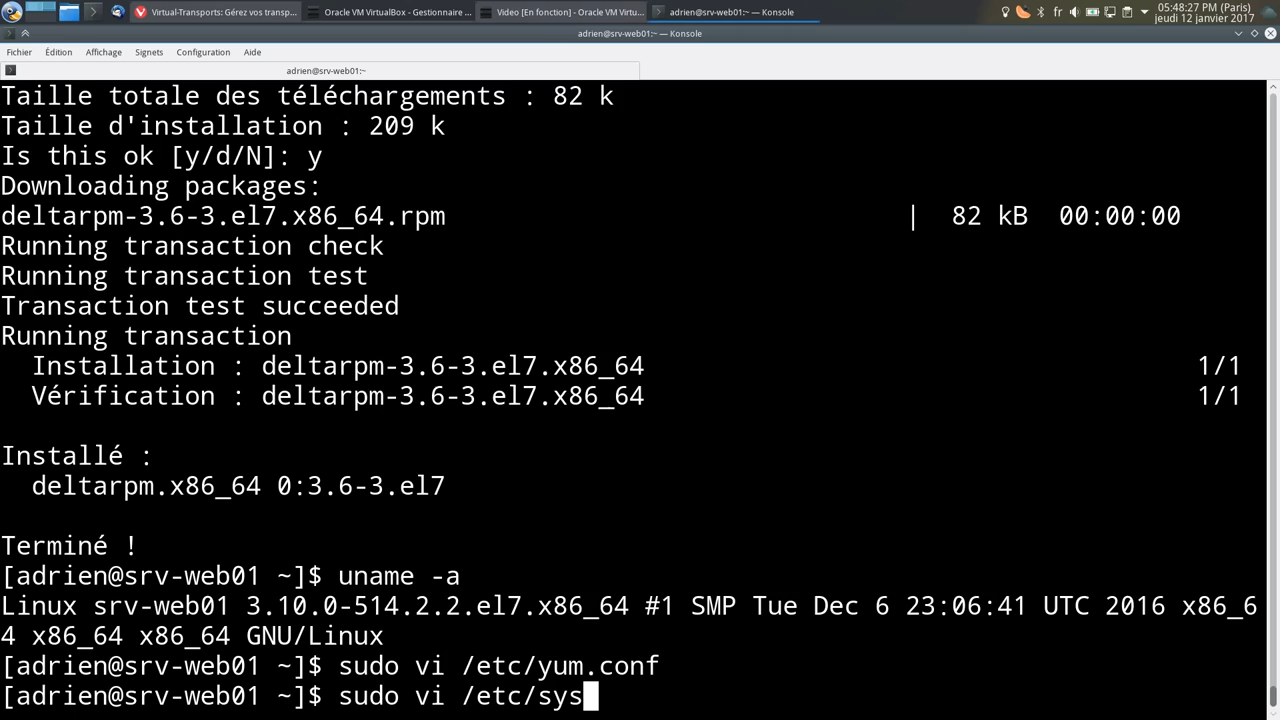 Virtual-Transports: Gérez vos transp...
Oracle VM VirtualBox - Gestionnaire ...
Video [En fonction] - Oracle VM Virtu...
adrien@srv-web01:~ — Konsole
fr
05:48:27 PM (Paris)
jeudi 12 janvier 2017
adrien@srv-web01:~ — Konsole
Fichier Édition Affichage Signets Configuration Aide
adrien@srv-web01:~
Taille totale des téléchargements : 82 k
Taille d'installation : 209 k
Is this ok [y/d/N]: y
Downloading packages:
deltarpm-3.6-3.el7.x86_64.rpm | 82 kB 00:00:00
Running transaction check
Running transaction test
Transaction test succeeded
Running transaction
Installation : deltarpm-3.6-3.el7.x86_64 1/1
Vérification : deltarpm-3.6-3.el7.x86_64 1/1
Installé :
deltarpm.x86_64 0:3.6-3.el7
Terminé !
[adrien@srv-web01 ~]$ uname -a
Linux srv-web01 3.10.0-514.2.2.el7.x86_64 #1 SMP Tue Dec 6 23:06:41 UTC 2016 x86_6
4 x86_64 x86_64 GNU/Linux
[adrien@srv-web01 ~]$ sudo vi /etc/yum.conf
[adrien@srv-web01 ~]$ sudo vi /etc/sys